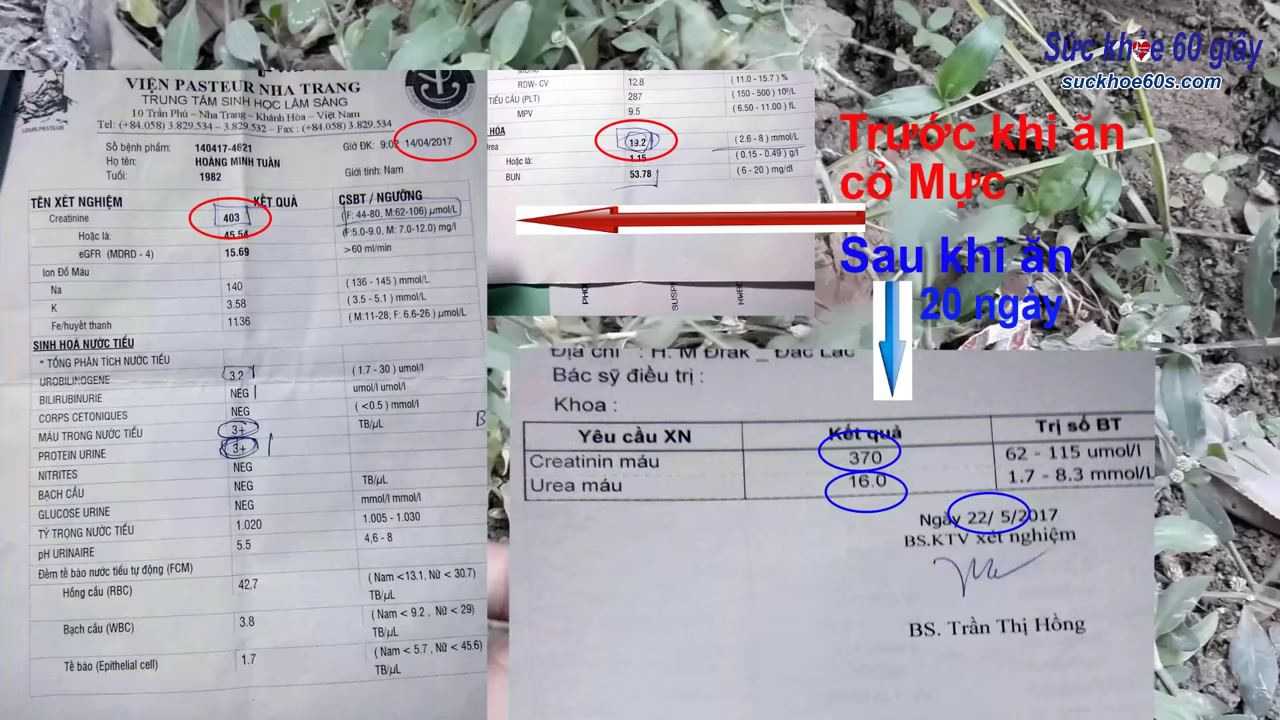 Sức khỏe 60 giây
suckhoe60s.com
VIỆN PASTEUR NHA TRANG
TRUNG TÂM SINH HỌC LÂM SÀNG
10 Trần Phú – Nha Trang – Khánh Hòa – Việt Nam
Tel: (+84.058) 3.829.534 – 3.829.532 – Fax : (+84.058) 3.829.534
LOUIS PASTEUR
Số bệnh phẩm: 140417-4621 Giờ ĐK: 9:02 14/04/2017
Họ tên: HOÀNG MINH TUÂN
Tuổi: 1982 Giới tính: Nam
TÊN XÉT NGHIỆM KẾT QUẢ CSBT / NGƯỠNG
Creatinine 403 (F: 44-80, M:62-106) µmol/L
Hoặc là: 45.54 (F:5.0-9.0, M: 7.0-12.0) mg/l
eGFR (MDRD - 4) 15.69 >60 ml/min
Ion Đồ Máu
Na 140 ( 136 - 145 ) mmol/L
K 3.58 ( 3.5 - 5.1 ) mmol/L
Fe/huyết thanh 1136 ( M:11-28; F: 6.6-26 ) µmol/L
SINH HOÁ NƯỚC TIỂU
* TỔNG PHÂN TÍCH NƯỚC TIỂU
UROBILINOGENE 3.2 ( 1.7 - 30 ) umol/l
BILIRUBINURIE NEG umol/l umol/l
CORPS CETONIQUES NEG ( <0.5 ) mmol/l
MÁU TRONG NƯỚC TIỂU 3+ TB/µL
PROTEIN URINE 3+
NITRITES NEG
BẠCH CẦU NEG TB/µL
GLUCOSE URINE NEG mmol/l mmol/l
TỶ TRỌNG NƯỚC TIỂU 1.020 1.005 - 1.030
pH URINAIRE 5.5 4,6 - 8
Đếm tế bào nước tiểu tự động (FCM)
Hồng cầu (RBC) 42.7 ( Nam <13.1, Nữ < 30.7)
TB/µL
Bạch cầu (WBC) 3.8 ( Nam < 9.2 , Nữ < 29)
TB/µL
Tế bào (Epithelial cell) 1.7 ( Nam < 5.7 , Nữ < 45.6)
TB/µL
RDW- CV 12.8 ( 11.0 - 15.7 ) %
TIỂU CẦU (PLT) 287 ( 150 - 500 ) 10³/L
MPV 9.5 ( 6.50 - 11.00 ) fL
HÓA
rea 19.2 ( 2.6 - 8 ) mmol/L
Hoặc là: 1.15 ( 0.15 - 0.49 ) g/l
BUN 53.78 ( 6 - 20 ) mg/dl
Trước khi ăn
cỏ Mực
Sau khi ăn
20 ngày
Địa chỉ : H. M Đrak _ Đắc Lắc
Bác sỹ điều trị :
Khoa :
Yêu cầu XN Kết quả Trị số BT
Creatinin máu 370 62 - 115 umol/l
Urea máu 16.0 1.7 - 8.3 mmol/L
Ngày 22/ 5/2017
BS.KTV xét nghiệm
BS. Trần Thị Hồng